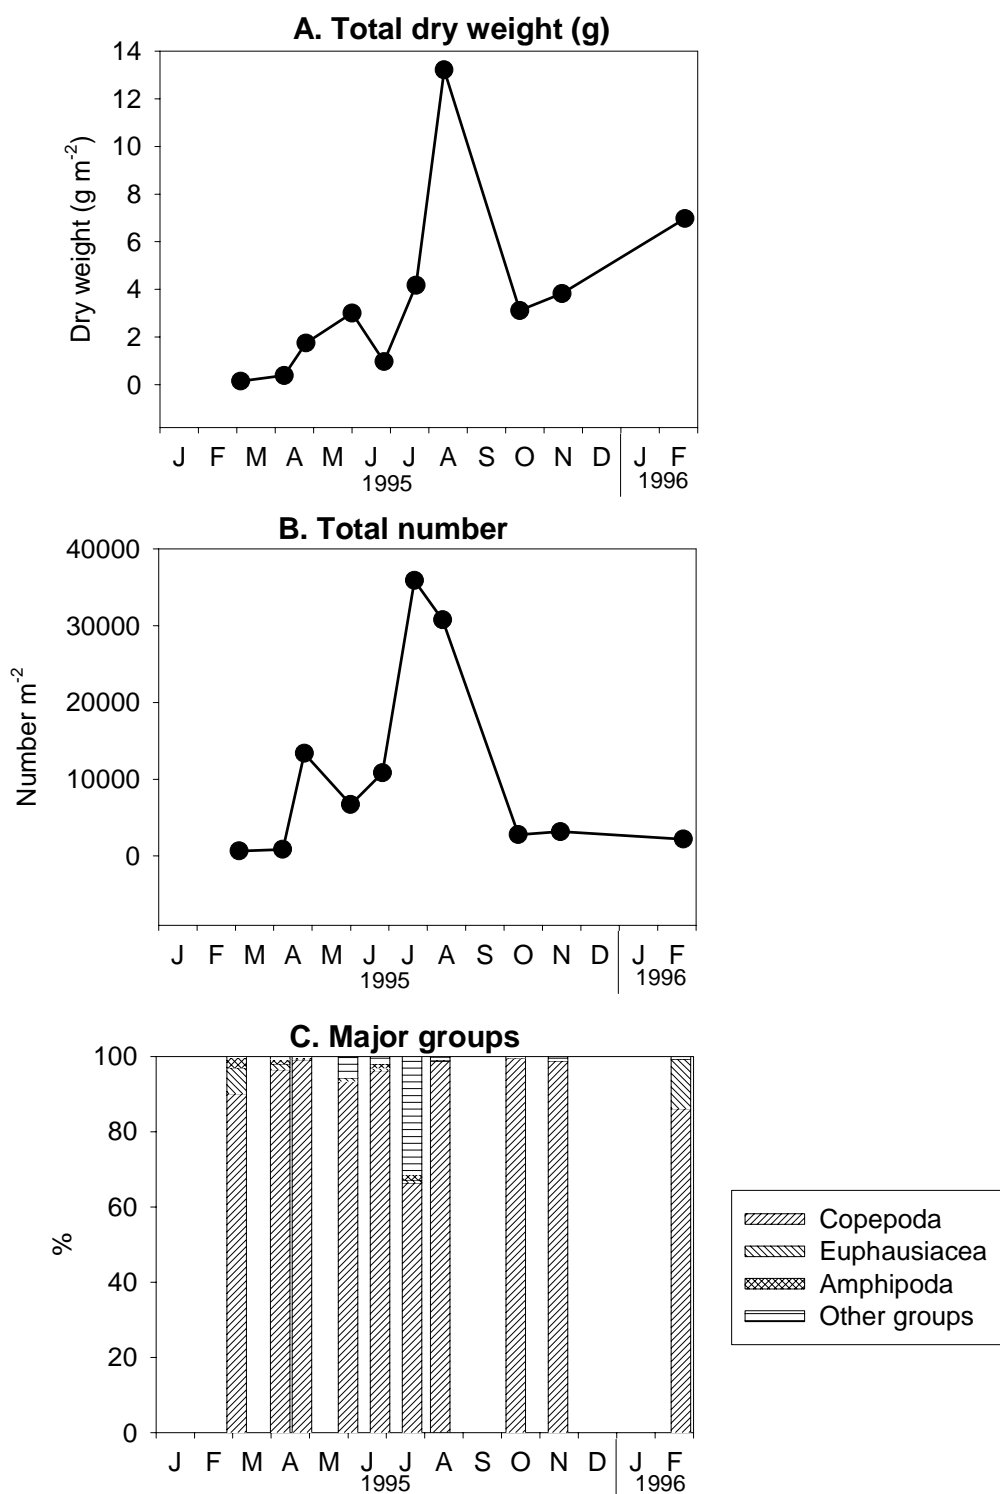 A. Total dry weight (g)
14
12
10
8
6
4
2
0
Dry weight (g m-2)
J F M A M J J A S O N D J F
1995 1996
B. Total number
40000
30000
20000
10000
0
Number m-2
J F M A M J J A S O N D J F
1995 1996
C. Major groups
100
80
60
40
20
0
%
J F M A M J J A S O N D J F
1995 1996
Copepoda
Euphausiacea
Amphipoda
Other groups